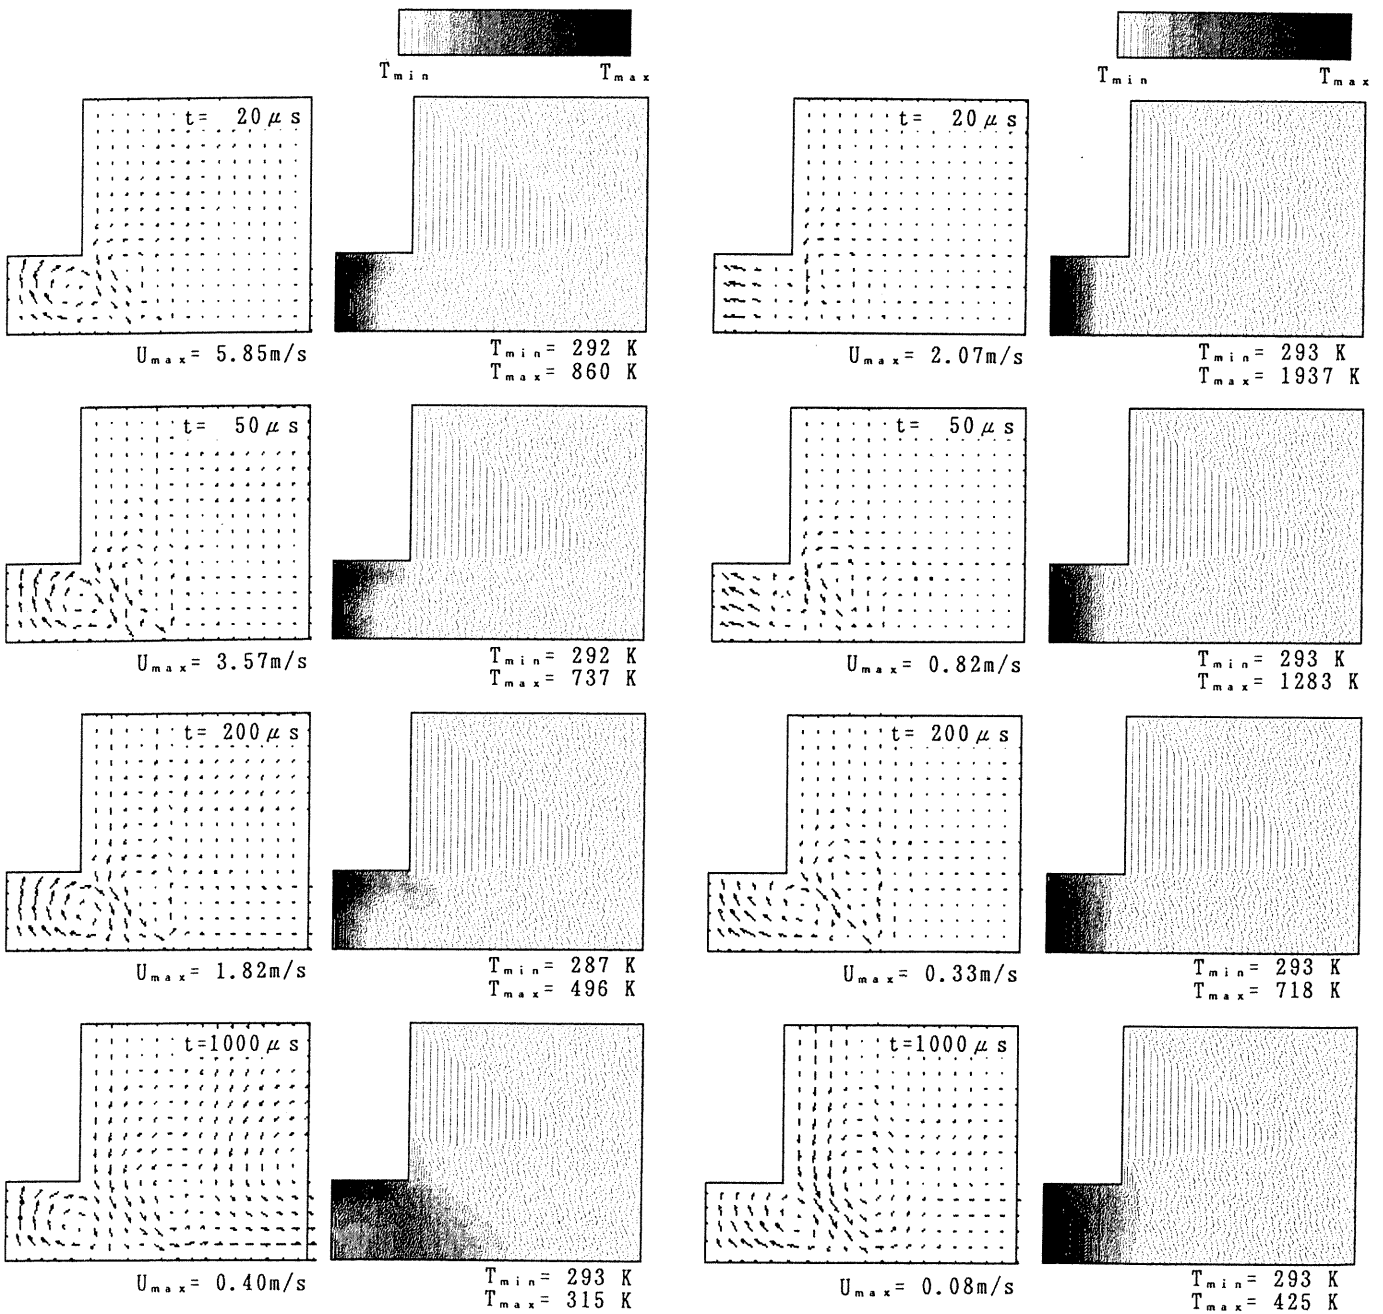 Tmin Tmax Tmin Tmax
t= 20μs t= 20μs
Umax= 5.85m/s Tmin= 292 K Umax= 2.07m/s Tmin= 293 K
Tmax= 860 K Tmax= 1937 K
t= 50μs t= 50μs
Umax= 3.57m/s Tmin= 292 K Umax= 0.82m/s Tmin= 293 K
Tmax= 737 K Tmax= 1283 K
t= 200μs t= 200μs
Umax= 1.82m/s Tmin= 287 K Umax= 0.33m/s Tmin= 293 K
Tmax= 496 K Tmax= 718 K
t=1000μs t=1000μs
Umax= 0.40m/s Tmin= 293 K Umax= 0.08m/s Tmin= 293 K
Tmax= 315 K Tmax= 425 K